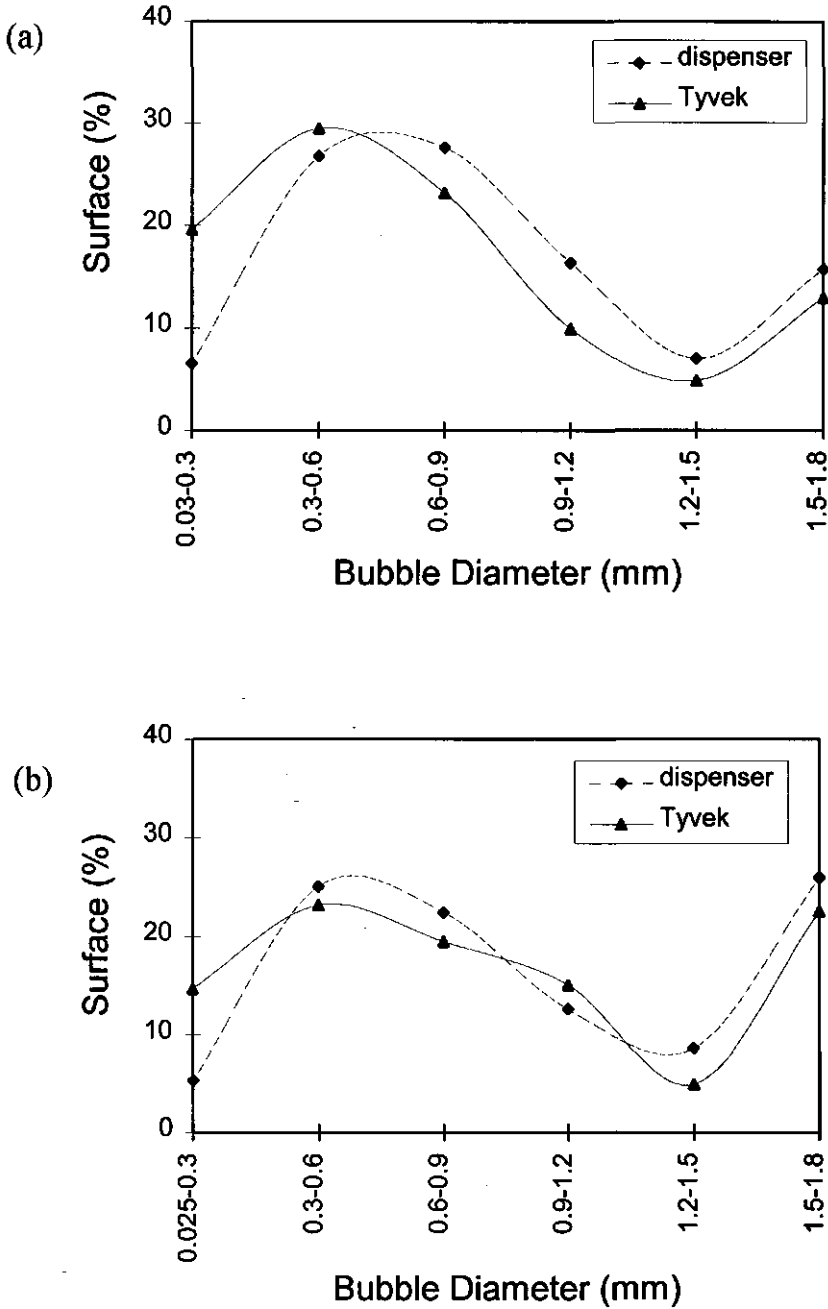 (a)
40
30
20
10
0
Surface (%)
dispenser
Tyvek
0.03-0.3
0.3-0.6
0.6-0.9
0.9-1.2
1.2-1.5
1.5-1.8
Bubble Diameter (mm)
(b)
40
30
20
10
0
Surface (%)
dispenser
Tyvek
0.025-0.3
0.3-0.6
0.6-0.9
0.9-1.2
1.2-1.5
1.5-1.8
Bubble Diameter (mm)